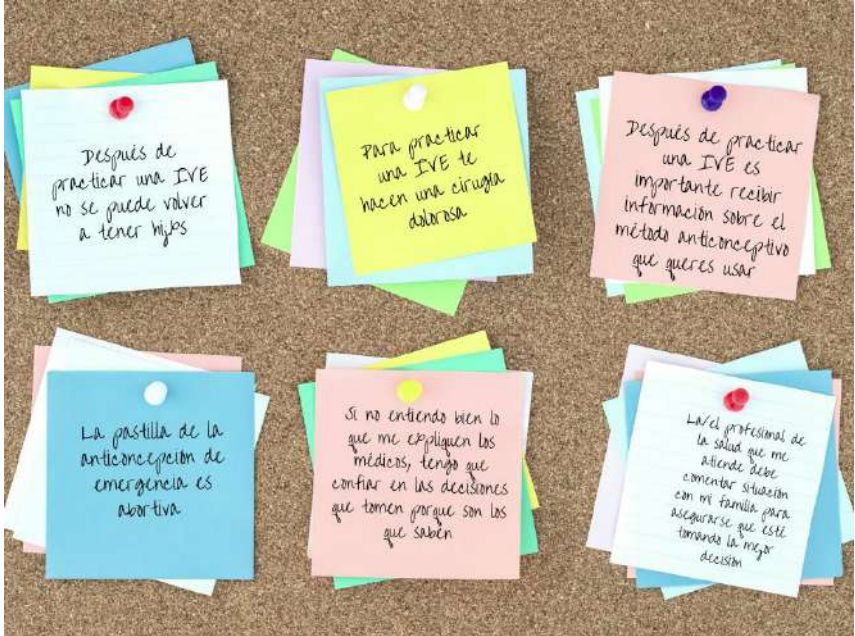 Después de
practicar una IVE
no se puede volver
a tener hijos
Para practicar
una IVE te
hacen una cirugía
dolorosa
Después de practicar
una IVE es
importante recibir
información sobre el
método anticonceptivo
que queres usar
La pastilla de la
anticoncepción de
emergencia es
abortiva
Si no entiendo bien lo
que me expliquen los
médicos, tengo que
confiar en las decisiones
que tomen porque son los
que saben
La/el profesional de
la salud que me
atiende debe
comentar situación
con mi familia para
asegurarse que esté
tomando la mejor
decisión